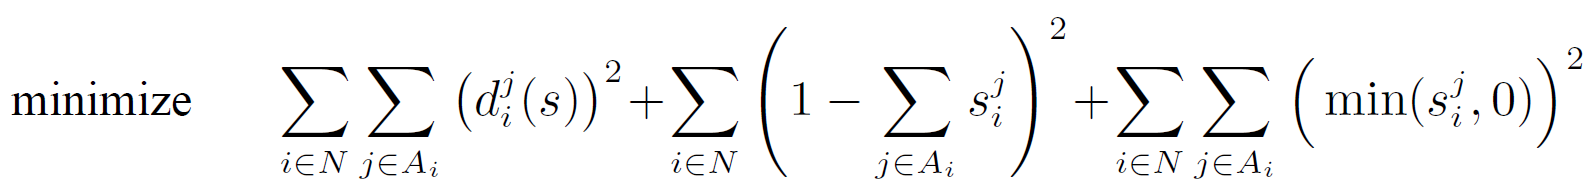 minimize $\sum_{i \in N} \sum_{j \in A_i} \left( d_i^j(s) \right)^2 + \sum_{i \in N} \left( 1 - \sum_{j \in A_i} s_i^j \right)^2 + \sum_{i \in N} \sum_{j \in A_i} \left( \min(s_i^j, 0) \right)^2$